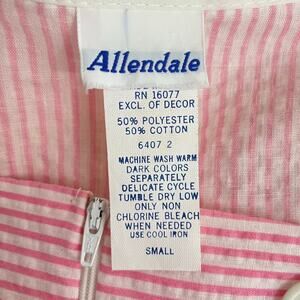 Allendale
RN 16077
EXCL. OF DECOR
50% POLYESTER
50% COTTON
6407 2
MACHINE WASH WARM
DARK COLORS
SEPARATELY
DELICATE CYCLE
TUMBLE DRY LOW
ONLY NON
CHLORINE BLEACH
WHEN NEEDED
USE COOL IRON
SMALL